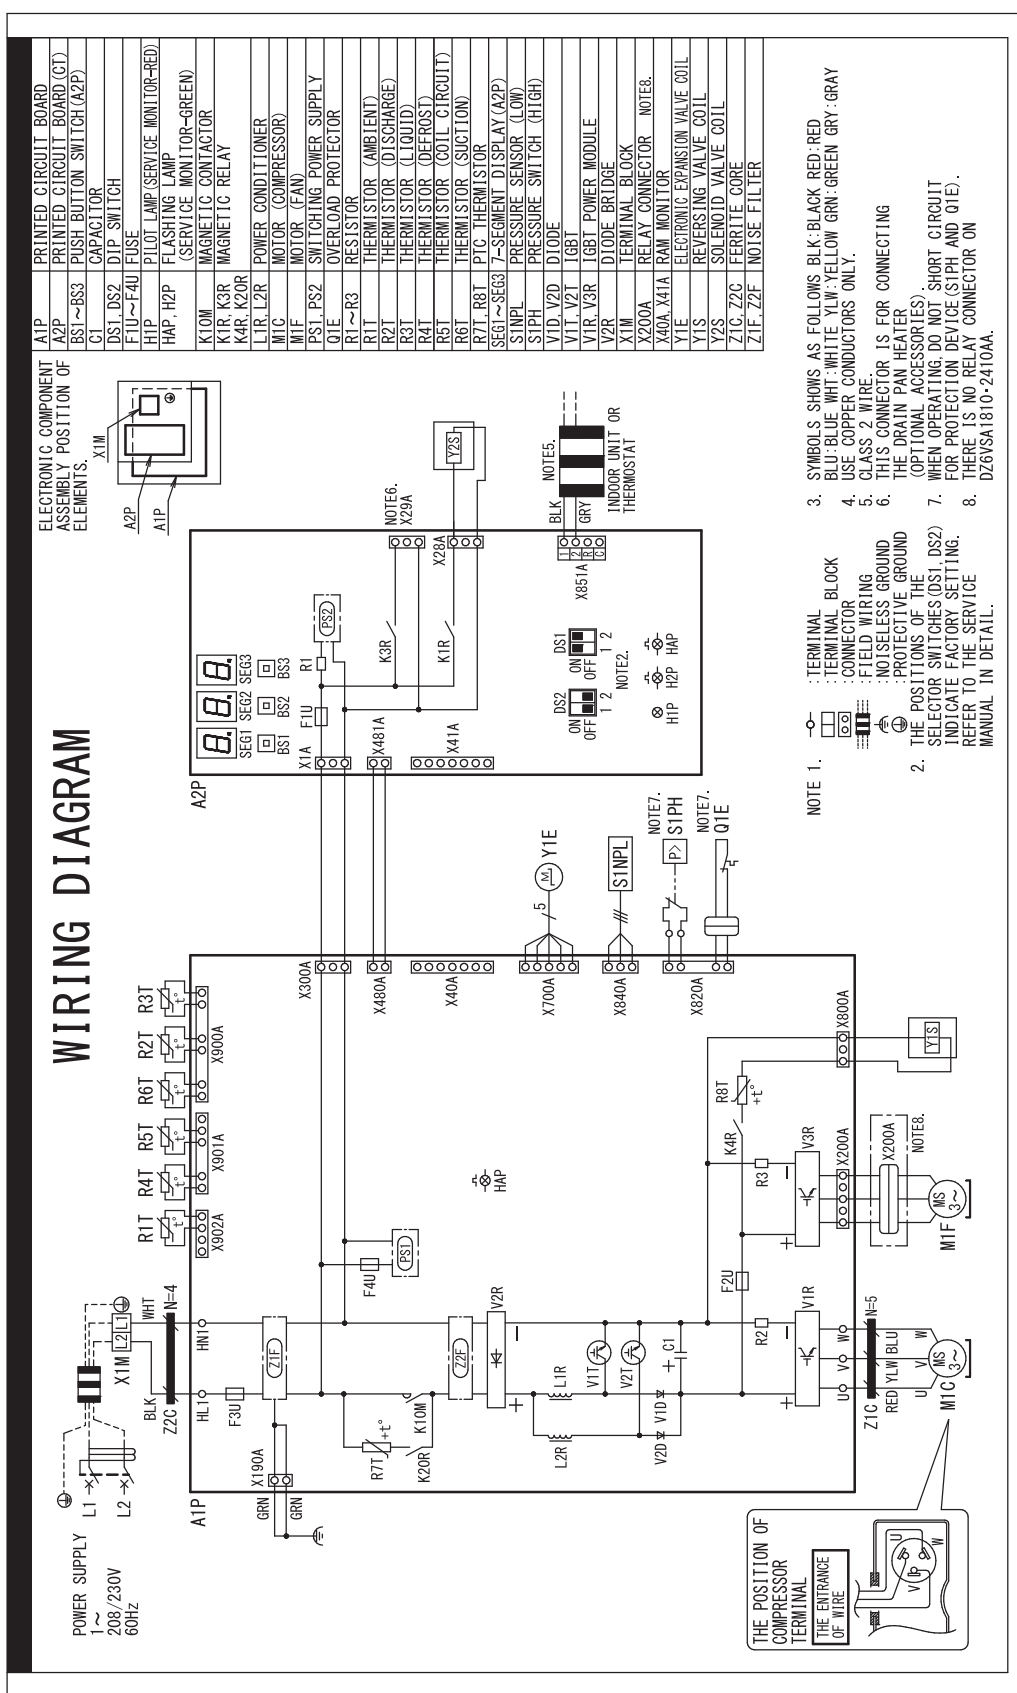 WIRING DIAGRAM
POWER SUPPLY
1~
208/230V
60Hz
L1
L2
X1M
L2
L1
BLK
WHT
Z2C
N=4
R1T
t°
R4T
t°
R5T
t°
R6T
t°
R2T
t°
R3T
t°
X902A
X901A
X900A
A1P
HL1
HN1
F3U
X190A
GRN
GRN
Z1F
X300A
F4U
PS1
X480A
R7T
+t°
K10M
K20R
Z2F
V2R
X40A
HAP
L1R
L2R
V1T
V2T
V1D
V2D
C1
X700A
5
M
Y1E
X840A
S1NPL
X820A
P>
S1PH
NOTE7.
Q1E
NOTE7.
F2U
R2
R3
K4R
R8T
+t°
V1R
V3R
X200A
X800A
U
V
W
Z1C
N=5
RED
YLW
BLU
U
V
W
MS
3~
M1C
X200A
NOTE8.
MS
3~
M1F
Y1S
A2P
SEG1
SEG2
SEG3
BS1
BS2
BS3
X1A
F1U
R1
PS2
X481A
X41A
K3R
K1R
NOTE6.
X29A
X28A
Y2S
DS2
DS1
ON
OFF
1 2
ON
OFF
1 2
NOTE2.
H1P
H2P
HAP
X851A
1
2
R
C
BLK
GRY
NOTE5.
INDOOR UNIT OR
THERMOSTAT
ELECTRONIC COMPONENT
ASSEMBLY POSITION OF
ELEMENTS.
X1M
A2P
A1P
A1P PRINTED CIRCUIT BOARD
A2P PRINTED CIRCUIT BOARD(CT)
BS1~BS3 PUSH BUTTON SWITCH(A2P)
C1 CAPACITOR
DS1,DS2 DIP SWITCH
F1U~F4U FUSE
H1P PILOT LAMP(SERVICE MONITOR-RED)
HAP,H2P FLASHING LAMP
(SERVICE MONITOR-GREEN)
K10M MAGNETIC CONTACTOR
K1R,K3R MAGNETIC RELAY
K4R,K20R
L1R,L2R POWER CONDITIONER
M1C MOTOR (COMPRESSOR)
M1F MOTOR (FAN)
PS1,PS2 SWITCHING POWER SUPPLY
Q1E OVERLOAD PROTECTOR
R1~R3 RESISTOR
R1T THERMISTOR (AMBIENT)
R2T THERMISTOR (DISCHARGE)
R3T THERMISTOR (LIQUID)
R4T THERMISTOR (DEFROST)
R5T THERMISTOR (COIL CIRCUIT)
R6T THERMISTOR (SUCTION)
R7T,R8T PTC THERMISTOR
SEG1~SEG3 7-SEGMENT DISPLAY(A2P)
S1NPL PRESSURE SENSOR (LOW)
S1PH PRESSURE SWITCH (HIGH)
V1D,V2D DIODE
V1T,V2T IGBT
V1R,V3R IGBT POWER MODULE
V2R DIODE BRIDGE
X1M TERMINAL BLOCK
X200A RELAY CONNECTOR NOTE8.
X40A,X41A RAM MONITOR
Y1E ELECTRONIC EXPANSION VALVE COIL
Y1S REVERSING VALVE COIL
Y2S SOLENOID VALVE COIL
Z1C,Z2C FERRITE CORE
Z1F,Z2F NOISE FILTER
THE POSITION OF
COMPRESSOR
TERMINAL
THE ENTRANCE
OF WIRE
U
V
W
NOTE 1.
:TERMINAL
:TERMINAL BLOCK
:CONNECTOR
:FIELD WIRING
:NOISELESS GROUND
:PROTECTIVE GROUND
2. THE POSITIONS OF THE
SELECTOR SWITCHES(DS1,DS2)
INDICATE FACTORY SETTING.
REFER TO THE SERVICE
MANUAL IN DETAIL.
3. SYMBOLS SHOWS AS FOLLOWS BLK:BLACK RED:RED
BLU:BLUE WHT:WHITE YLW:YELLOW GRN:GREEN GRY:GRAY
4. USE COPPER CONDUCTORS ONLY.
5. CLASS 2 WIRE.
6. THIS CONNECTOR IS FOR CONNECTING
THE DRAIN PAN HEATER
(OPTIONAL ACCESSORIES).
7. WHEN OPERATING,DO NOT SHORT CIRCUIT
FOR PROTECTION DEVICE(S1PH AND Q1E).
8. THERE IS NO RELAY CONNECTOR ON
DZ6VSA1810・2410AA.